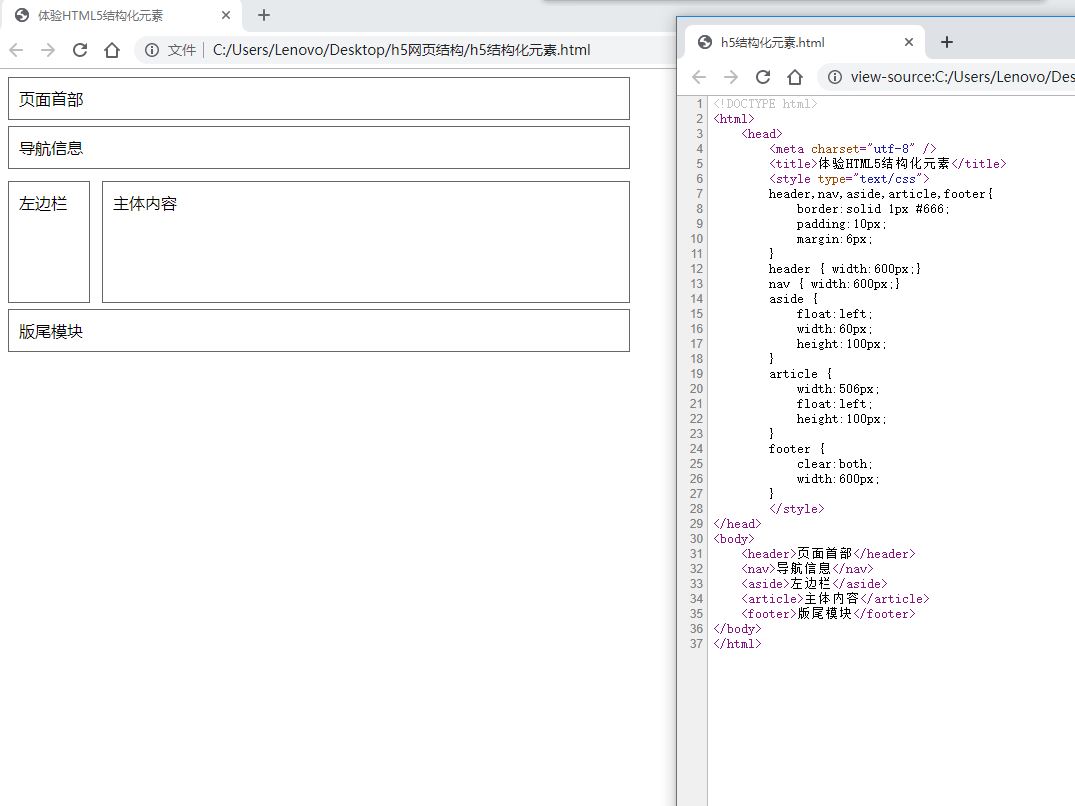 体验HTML5结构化元素
文件 C:/Users/Lenovo/Desktop/h5网页结构/h5结构化元素.html
页面首部
导航信息
左边栏
主体内容
版尾模块
h5结构化元素.html
view-source:C:/Users/Lenovo/Des
1 <!DOCTYPE html>
2 <html>
3 <head>
4 <meta charset="utf-8" />
5 <title>体验HTML5结构化元素</title>
6 <style type="text/css">
7 header,nav,aside,article,footer{
8 border:solid 1px #666;
9 padding:10px;
10 margin:6px;
11 }
12 header { width:600px;}
13 nav { width:600px;}
14 aside {
15 float:left;
16 width:60px;
17 height:100px;
18 }
19 article {
20 width:506px;
21 float:left;
22 height:100px;
23 }
24 footer {
25 clear:both;
26 width:600px;
27 }
28 </style>
29 </head>
30 <body>
31 <header>页面首部</header>
32 <nav>导航信息</nav>
33 <aside>左边栏</aside>
34 <article>主体内容</article>
35 <footer>版尾模块</footer>
36 </body>
37 </html>